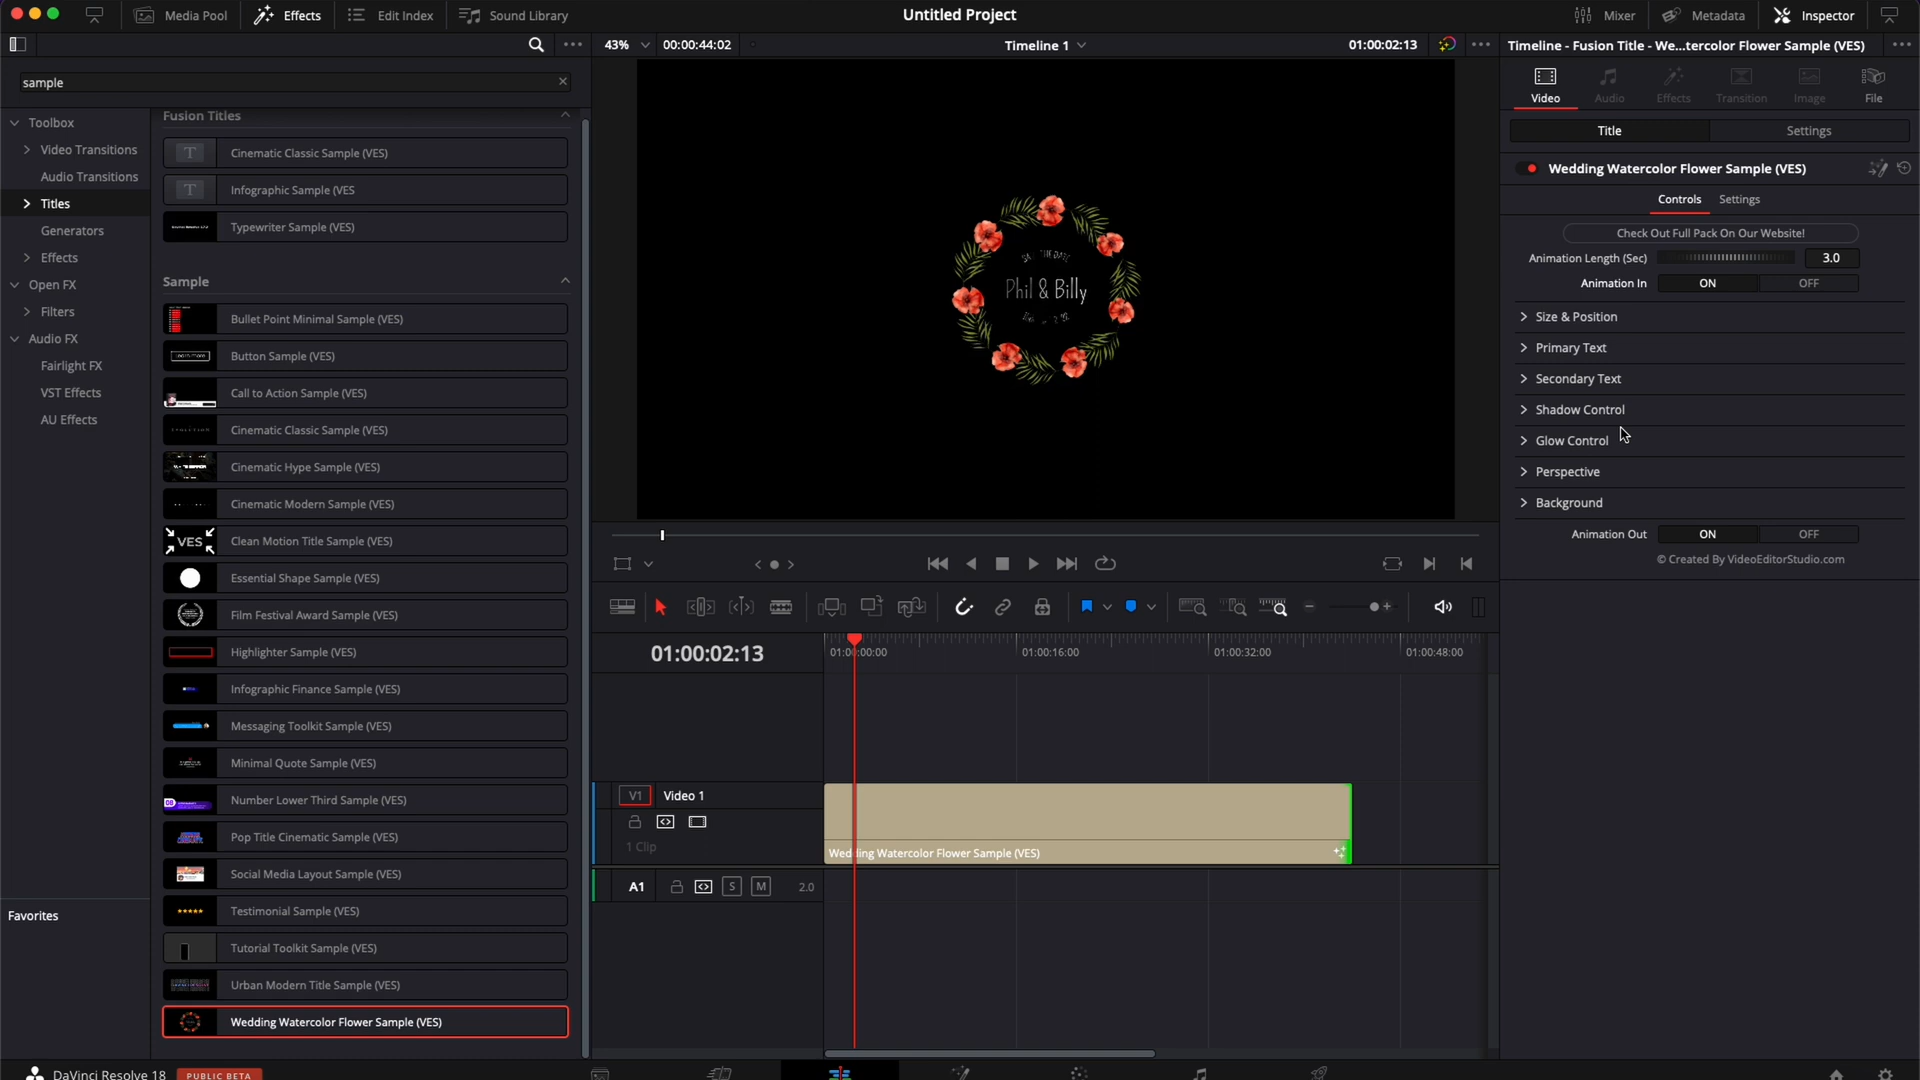 Media Pool
Effects
Edit Index
Sound Library
Untitled Project
Mixer
Metadata
Inspector
43%
00:00:44:02
Timeline 1
01:00:02:13
Timeline - Fusion Title - We...tercolor Flower Sample (VES)
sample
Toolbox
Video Transitions
Audio Transitions
Titles
Generators
Effects
Open FX
Filters
Audio FX
Fairlight FX
VST Effects
AU Effects
Favorites
Fusion Titles
Cinematic Classic Sample (VES)
Infographic Sample (VES
Typewriter Sample (VES)
Sample
Bullet Point Minimal Sample (VES)
Button Sample (VES)
Call to Action Sample (VES)
Cinematic Classic Sample (VES)
Cinematic Hype Sample (VES)
Cinematic Modern Sample (VES)
VES
Clean Motion Title Sample (VES)
Essential Shape Sample (VES)
Film Festival Award Sample (VES)
Highlighter Sample (VES)
Infographic Finance Sample (VES)
Messaging Toolkit Sample (VES)
Minimal Quote Sample (VES)
Number Lower Third Sample (VES)
Pop Title Cinematic Sample (VES)
Social Media Layout Sample (VES)
Testimonial Sample (VES)
Tutorial Toolkit Sample (VES)
Urban Modern Title Sample (VES)
Wedding Watercolor Flower Sample (VES)
Phil & Billy
01:00:02:13
01:00:00:00
01:00:16:00
01:00:32:00
01:00:48:00
V1
Video 1
1 Clip
Wedding Watercolor Flower Sample (VES)
A1
S
M
2.0
Video
Audio
Effects
Transition
Image
File
Title
Settings
Wedding Watercolor Flower Sample (VES)
Controls
Settings
Check Out Full Pack On Our Website!
Animation Length (Sec)
3.0
Animation In
ON
OFF
Size & Position
Primary Text
Secondary Text
Shadow Control
Glow Control
Perspective
Background
Animation Out
ON
OFF
© Created By VideoEditorStudio.com
DaVinci Resolve 18
PUBLIC BETA